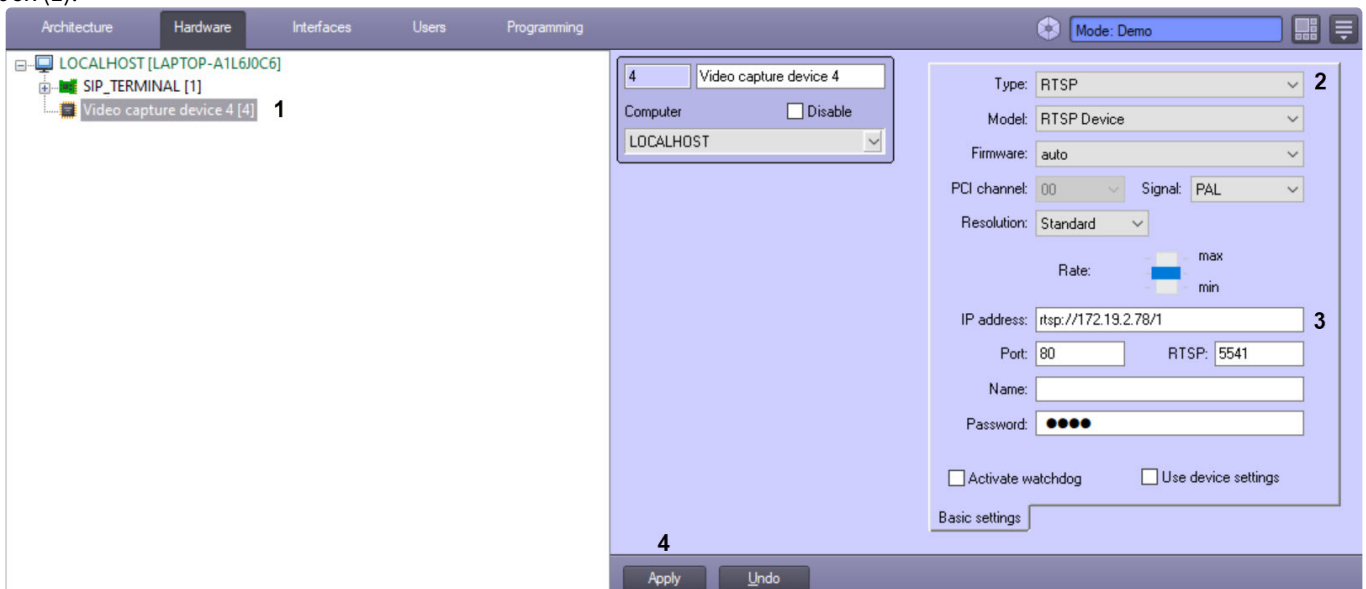 Architecture Hardware Interfaces Users Programming Mode: Demo
LOCALHOST [LAPTOP-A1L6J0C6]
SIP_TERMINAL [1]
Video capture device 4 [4] 1
4 Video capture device 4
Computer Disable
LOCALHOST
Type: RTSP 2
Model: RTSP Device
Firmware: auto
PCI channel: 00 Signal: PAL
Resolution: Standard
Rate: max
min
IP address: rtsp://172.19.2.78/1 3
Port: 80 RTSP: 5541
Name:
Password: ●●●●
Activate watchdog Use device settings
Basic settings
4
Apply Undo